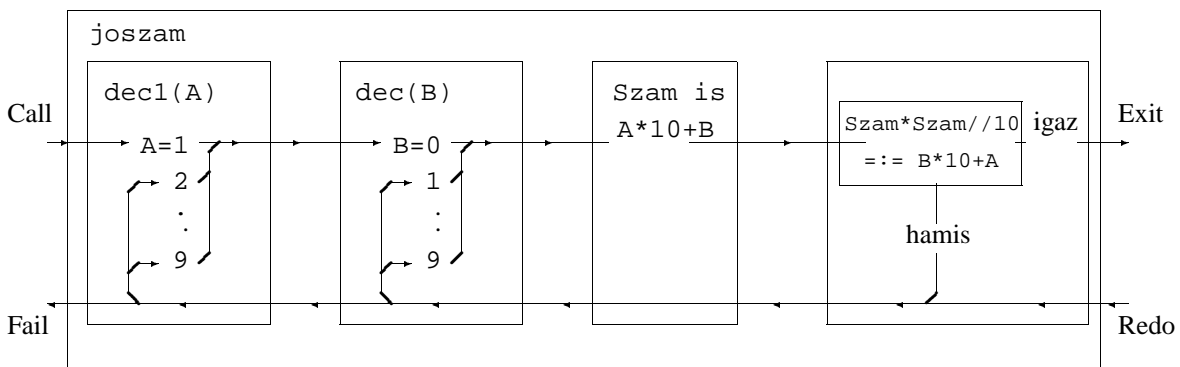 joszam
dec1(A)
dec(B)
Szam is
A*10+B
Call
A=1
2
.
.
9
B=0
1
.
.
9
Szam*Szam//10
=:= B*10+A
igaz
Exit
hamis
Fail
Redo